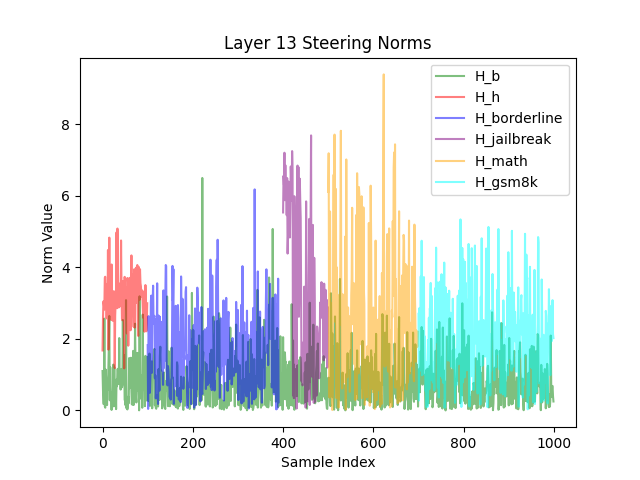 Layer 13 Steering Norms
H_b
H_h
H_borderline
H_jailbreak
H_math
H_gsm8k
Norm Value
8
6
4
2
0
0
200
400
600
800
1000
Sample Index